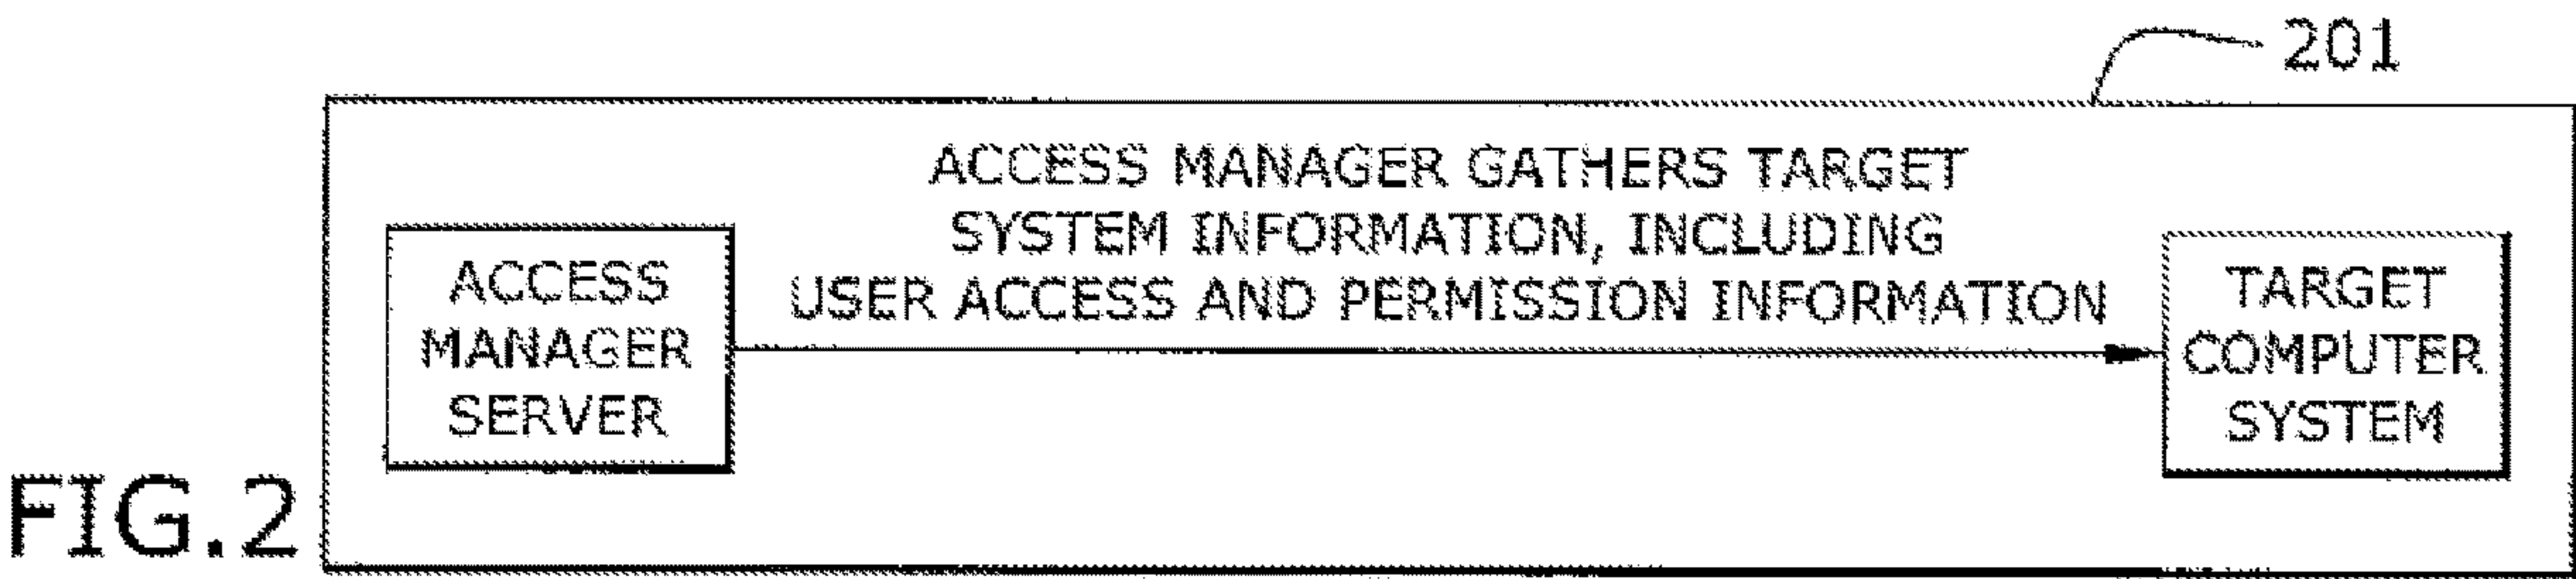 201
ACCESS MANAGER GATHERS TARGET
SYSTEM INFORMATION, INCLUDING
USER ACCESS AND PERMISSION INFORMATION
ACCESS
MANAGER
SERVER
TARGET
COMPUTER
SYSTEM
FIG.2